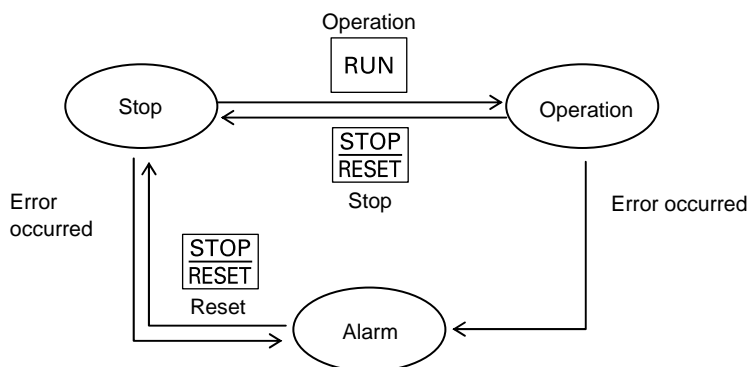 Operation
RUN
Stop
Operation
STOP
RESET
Stop
Error
occurred
Error occurred
STOP
RESET
Reset
Alarm